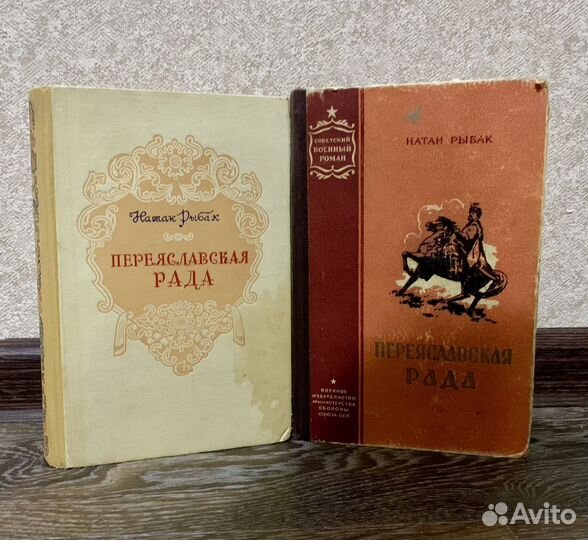 Натан Рыбак
ПЕРЕЯСЛАВСКАЯ
РАДА
СОВЕТСКИЙ
ВОЕННЫЙ
РОМАН
НАТАН РЫБАК
ПЕРЕЯСЛАВСКАЯ
РАДА
ВОЕННОЕ
ИЗДАТЕЛЬСТВО
МИНИСТЕРСТВА
ОБОРОНЫ
СОЮЗА ССР
Avito